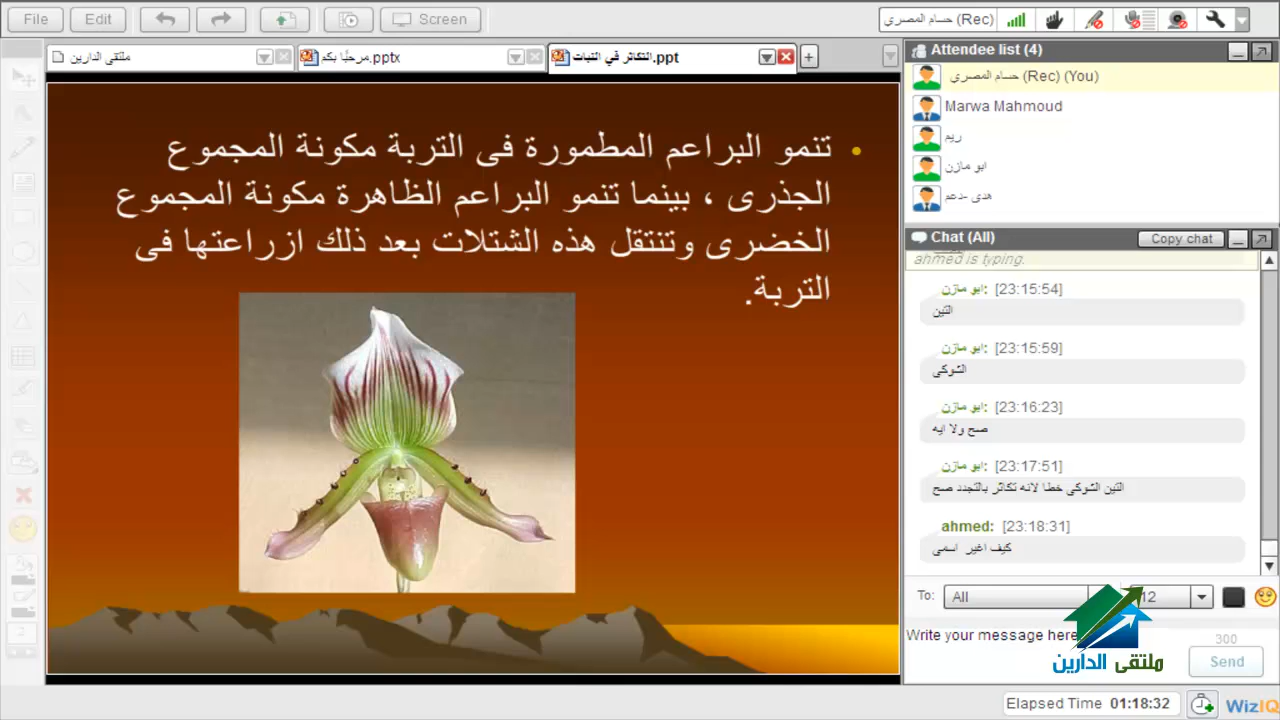 File
Edit
Screen
حسام المصري (Rec)
ملتقى الدارين
مرحبًا بكم.pptx
التكاثر في النبات.ppt
• تنمو البراعم المطمورة فى التربة مكونة المجموع
الجذرى ، بينما تنمو البراعم الظاهرة مكونة المجموع
الخضرى وتنتقل هذه الشتلات بعد ذلك ازراعتها فى
التربة.
Attendee list (4)
حسام المصري (Rec) (You)
Marwa Mahmoud
ريم
ابو مازن
هدى -دعم
Chat (All)
Copy chat
ahmed is typing.
ابو مازن: [23:15:54]
التين
ابو مازن: [23:15:59]
الشوكى
ابو مازن: [23:16:23]
صح ولا ايه
ابو مازن: [23:17:51]
التين الشوكى خطا لانه تكاثر بالتجدد صح
ahmed: [23:18:31]
كيف اغير اسمى
To:
All
12
Write your message here
300
Send
ملتقى الدارين
Elapsed Time 01:18:32
WizIQ